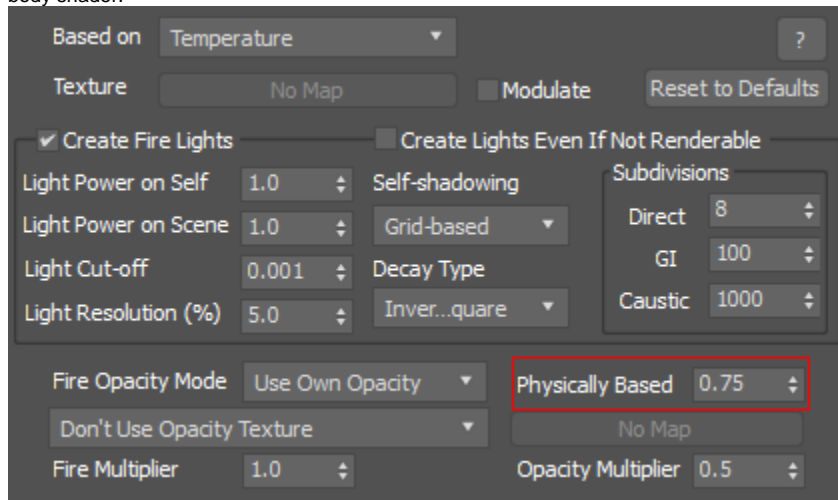 body shader.
Based on Temperature ?
Texture No Map Modulate Reset to Defaults
Create Fire Lights Create Lights Even If Not Renderable
Light Power on Self 1.0 Self-shadowing Subdivisions
Light Power on Scene 1.0 Grid-based Direct 8
Light Cut-off 0.001 Decay Type GI 100
Light Resolution (%) 5.0 Inver...quare Caustic 1000
Fire Opacity Mode Use Own Opacity Physically Based 0.75
Don't Use Opacity Texture No Map
Fire Multiplier 1.0 Opacity Multiplier 0.5